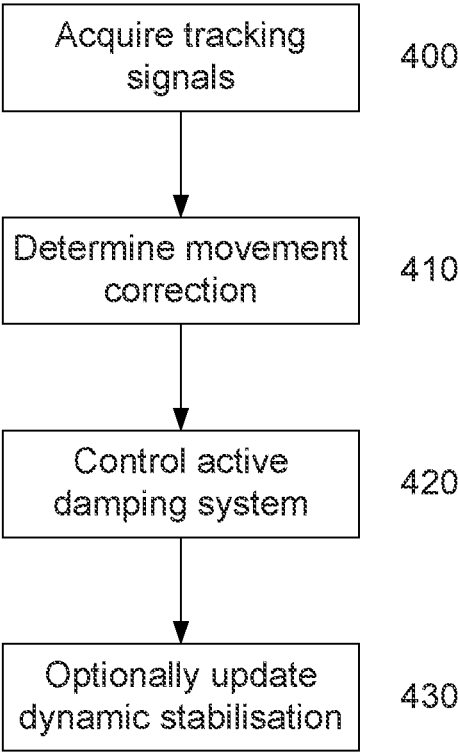 Acquire tracking
signals
400
Determine movement
correction
410
Control active
damping system
420
Optionally update
dynamic stabilisation
430